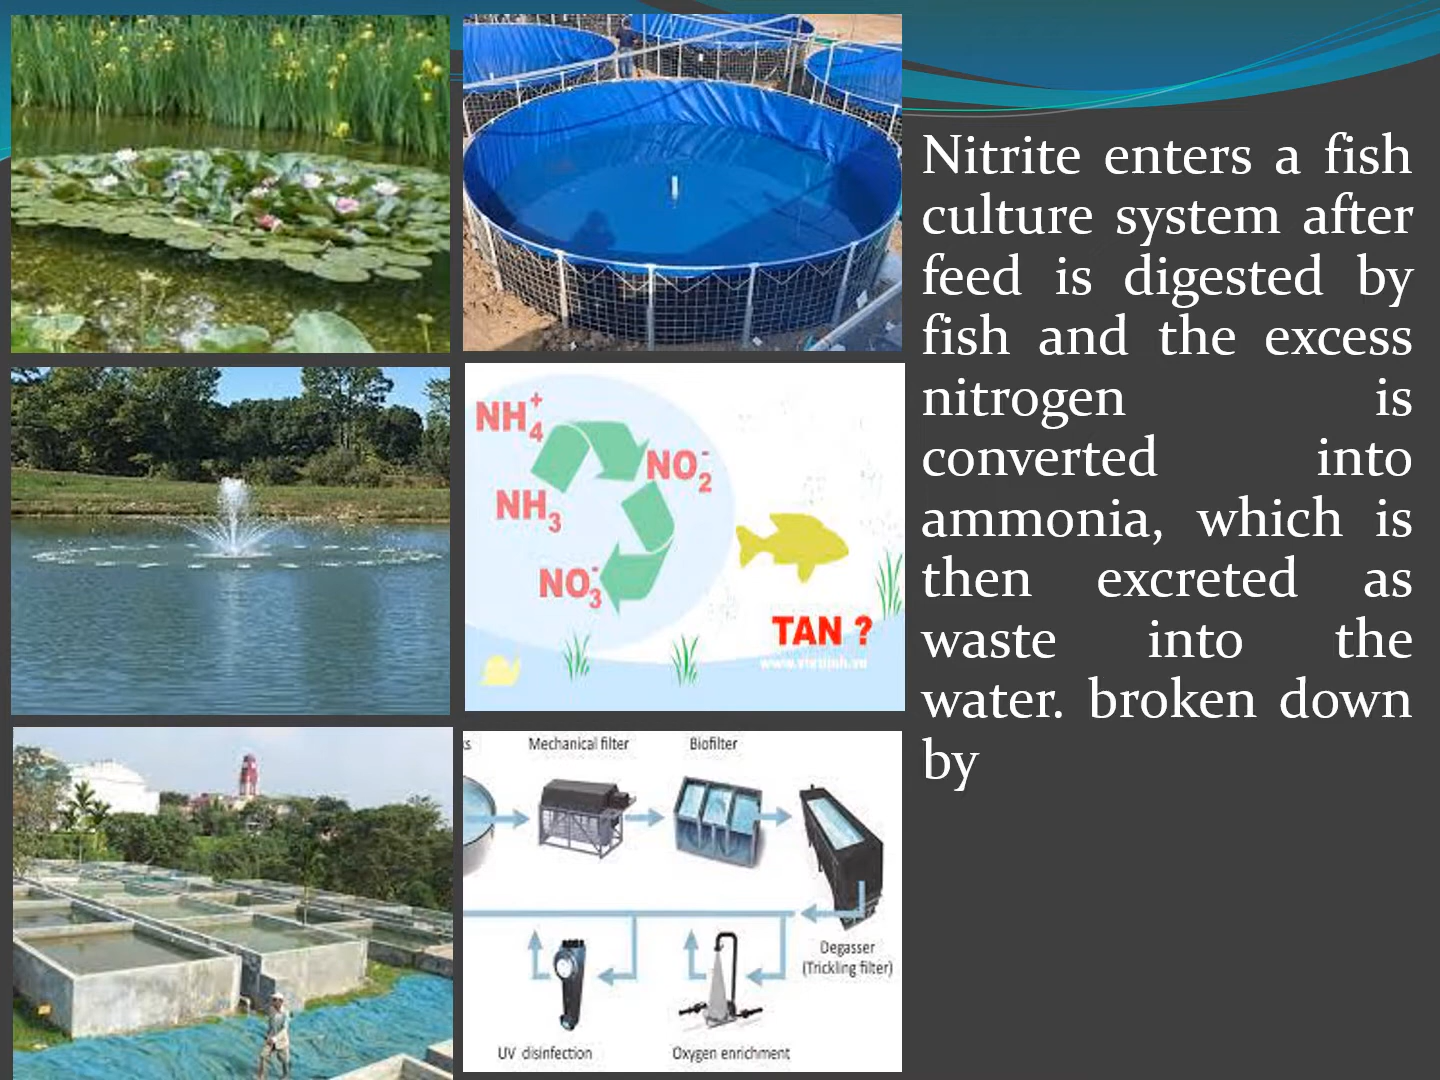 Nitrite enters a fish
culture system after
feed is digested by
fish and the excess
nitrogen is
converted into
ammonia, which is
then excreted as
waste into the
water. broken down
by
NH4+
NO2-
NH3
NO3-
TAN ?
Mechanical filter
Biofilter
Degasser
(Trickling filter)
UV disinfection
Oxygen enrichment